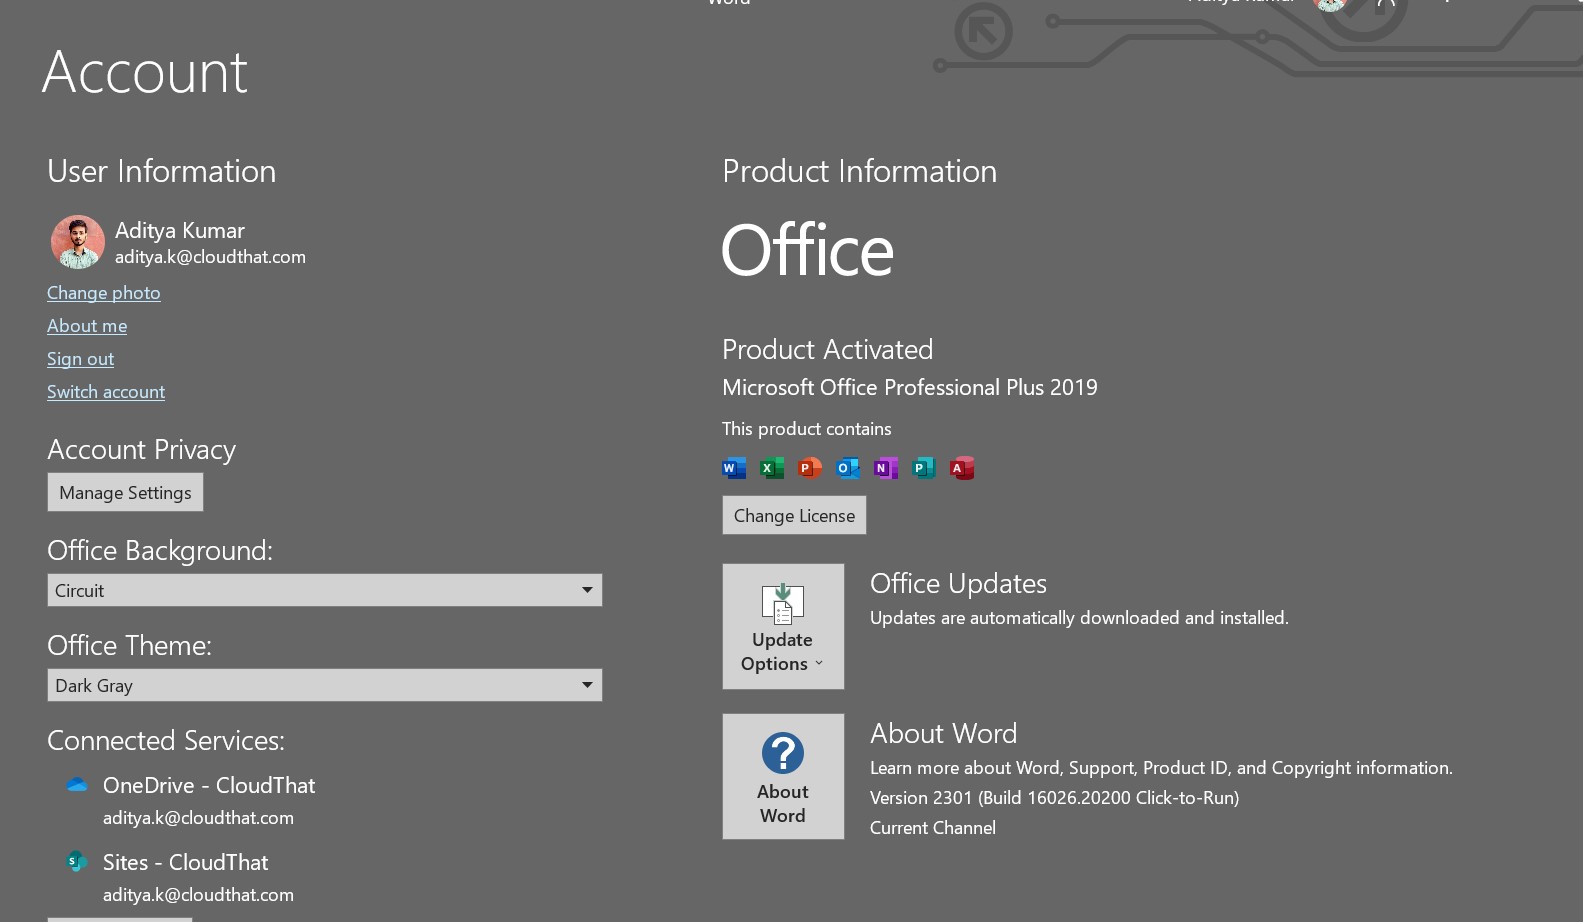 Word
Account
User Information
Aditya Kumar
aditya.k@cloudthat.com
Change photo
About me
Sign out
Switch account
Account Privacy
Manage Settings
Office Background:
Circuit
Office Theme:
Dark Gray
Connected Services:
OneDrive - CloudThat
aditya.k@cloudthat.com
S
Sites - CloudThat
aditya.k@cloudthat.com
Product Information
Office
Product Activated
Microsoft Office Professional Plus 2019
This product contains
W X P O N P A
Change License
Update
Options
Office Updates
Updates are automatically downloaded and installed.
?
About
Word
About Word
Learn more about Word, Support, Product ID, and Copyright information.
Version 2301 (Build 16026.20200 Click-to-Run)
Current Channel